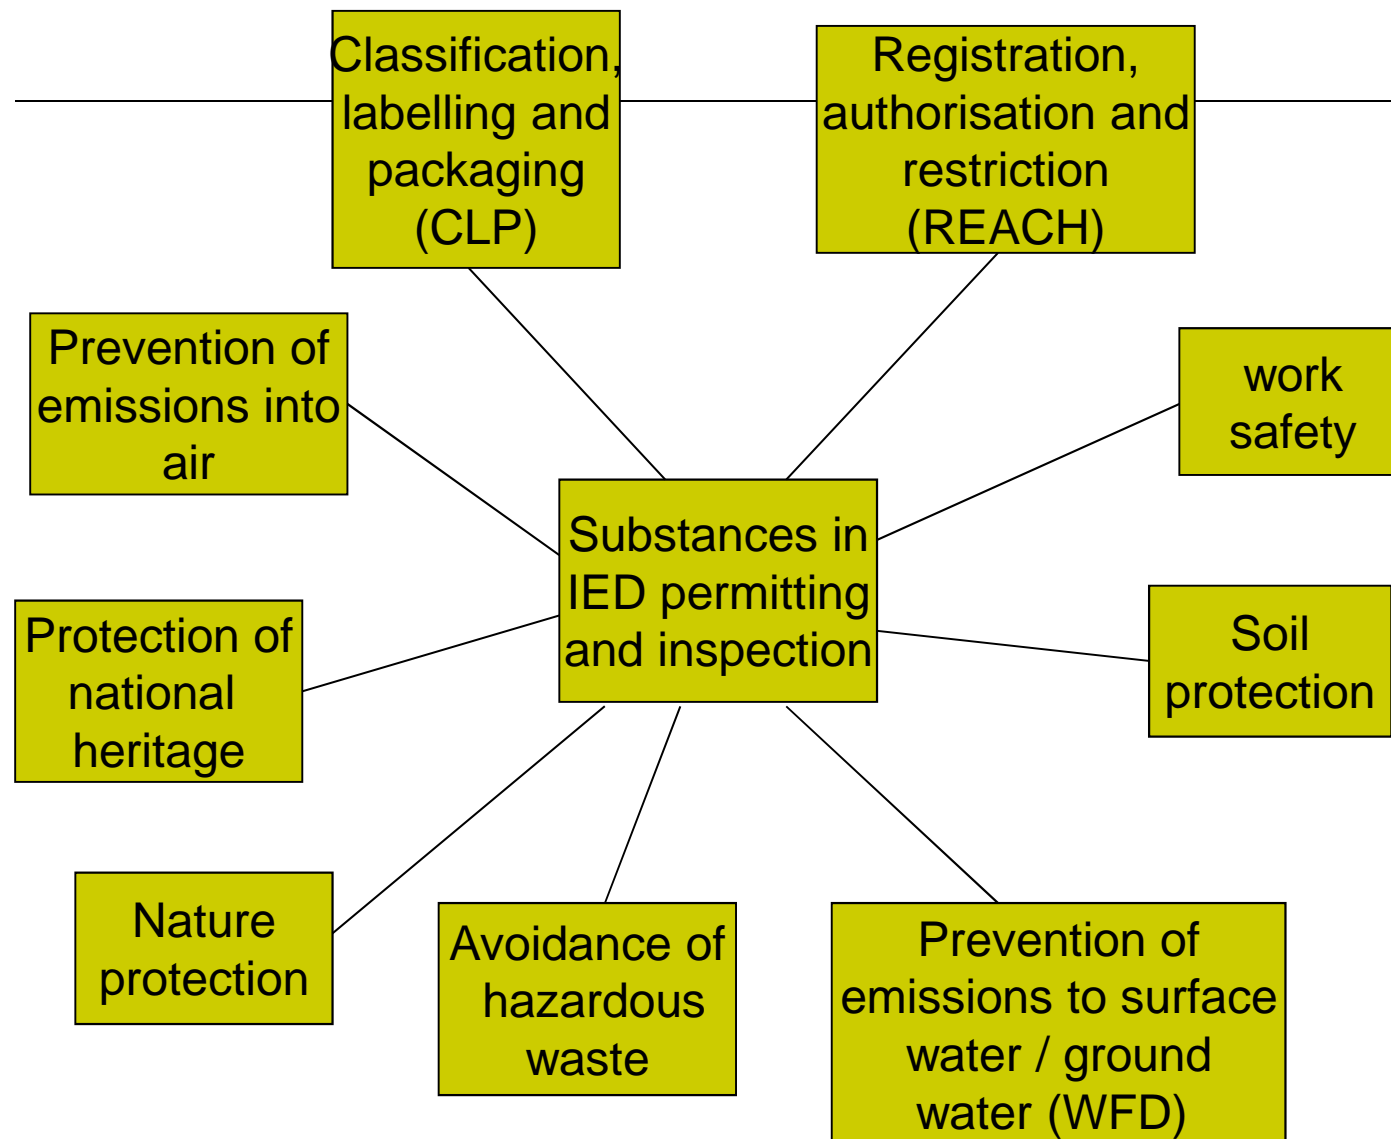 Classification,
labelling and
packaging
(CLP)
Registration,
authorisation and
restriction
(REACH)
Prevention of
emissions into
air
work
safety
Substances in
IED permitting
and inspection
Protection of
national
heritage
Soil
protection
Nature
protection
Avoidance of
hazardous
waste
Prevention of
emissions to surface
water / ground
water (WFD)